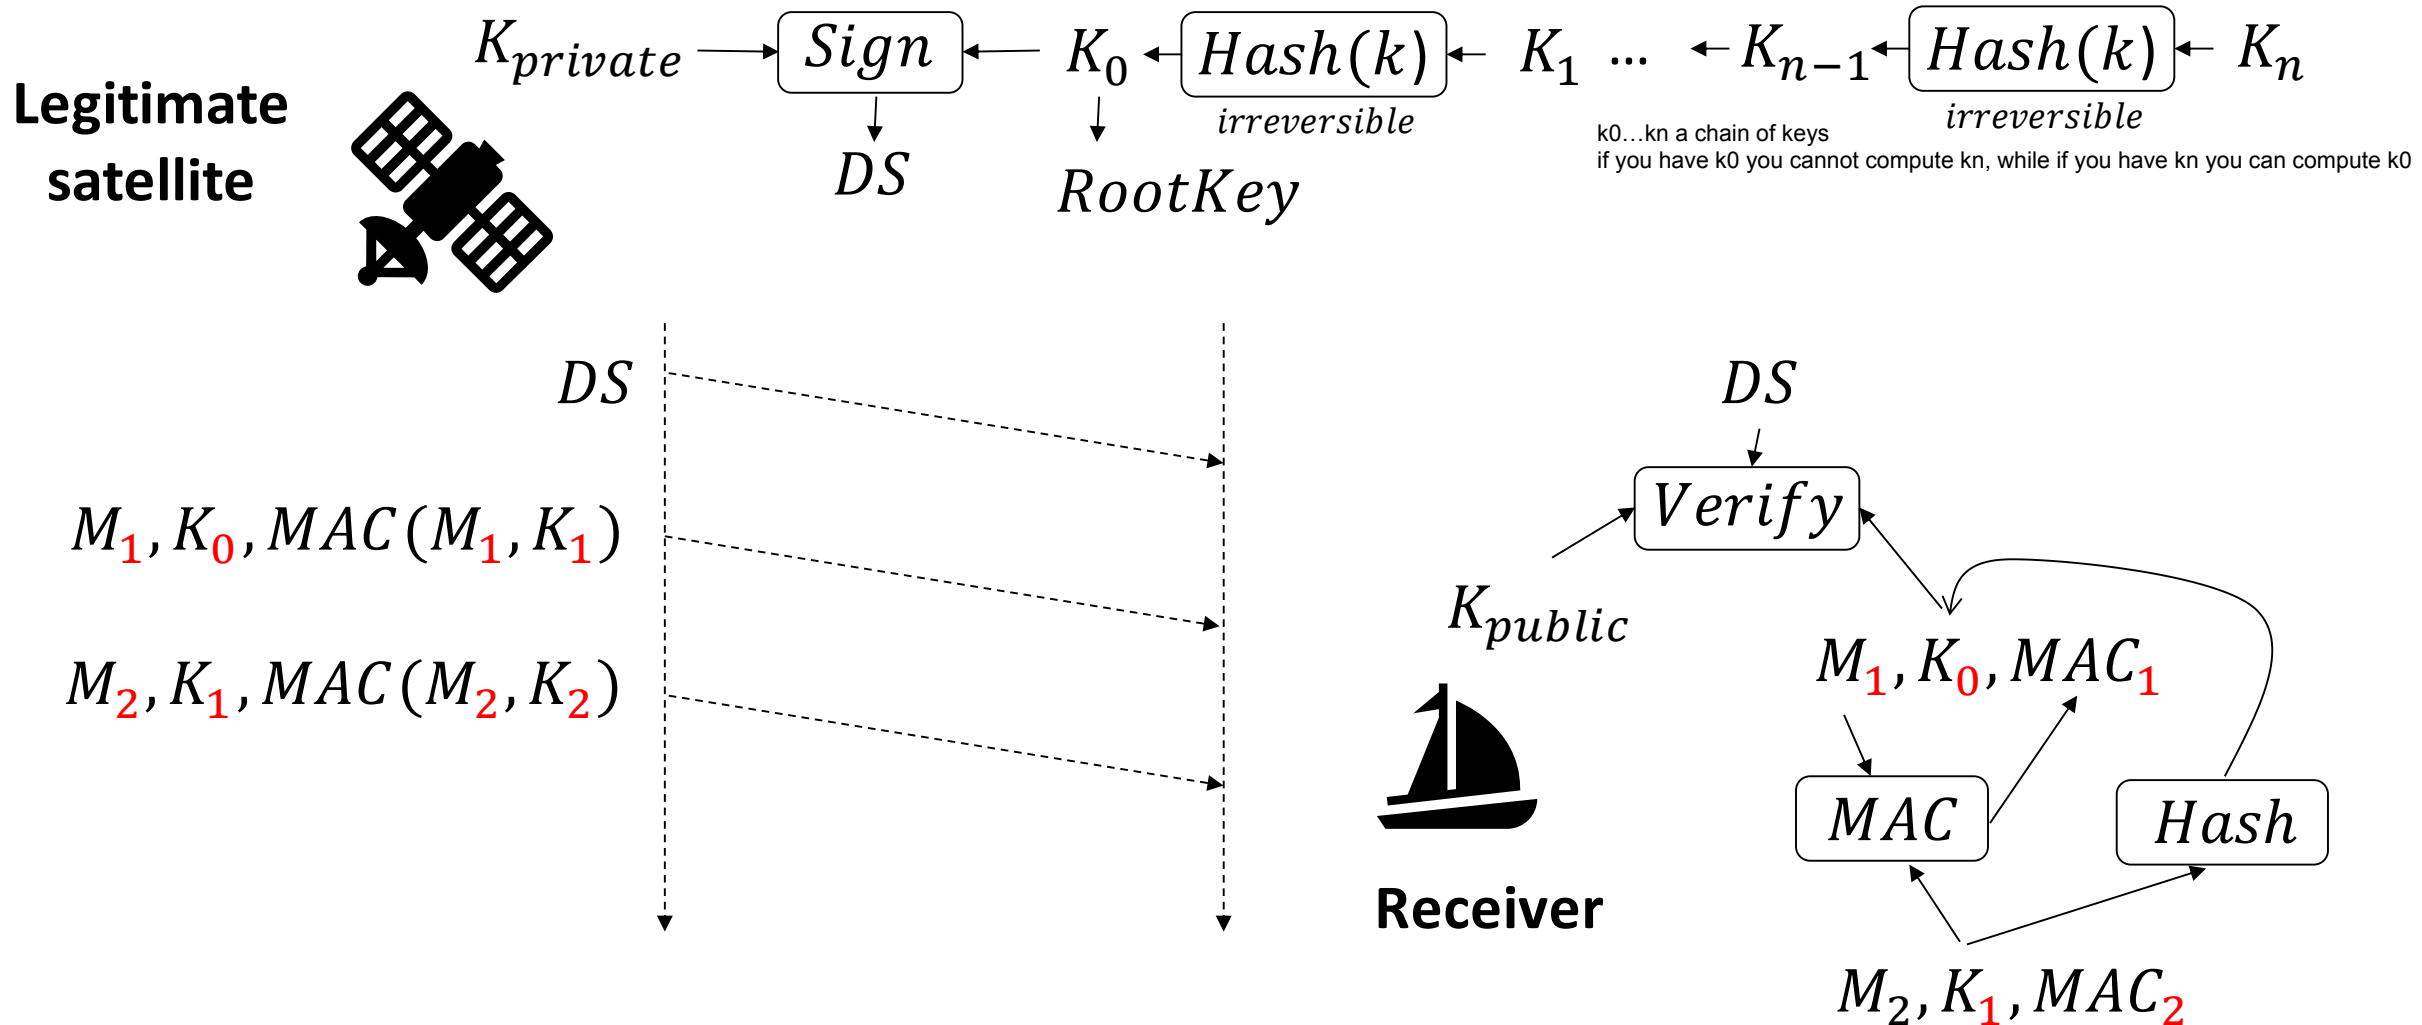 K_private Sign K_0 Hash(k) K_1 ... K_{n-1} Hash(k) K_n
irreversible irreversible
Legitimate
satellite
DS RootKey
k0…kn a chain of keys
if you have k0 you cannot compute kn, while if you have kn you can compute k0
DS
M_1, K_0, MAC(M_1, K_1)
M_2, K_1, MAC(M_2, K_2)
DS
Verify
K_public
M_1, K_0, MAC_1
MAC Hash
Receiver
M_2, K_1, MAC_2